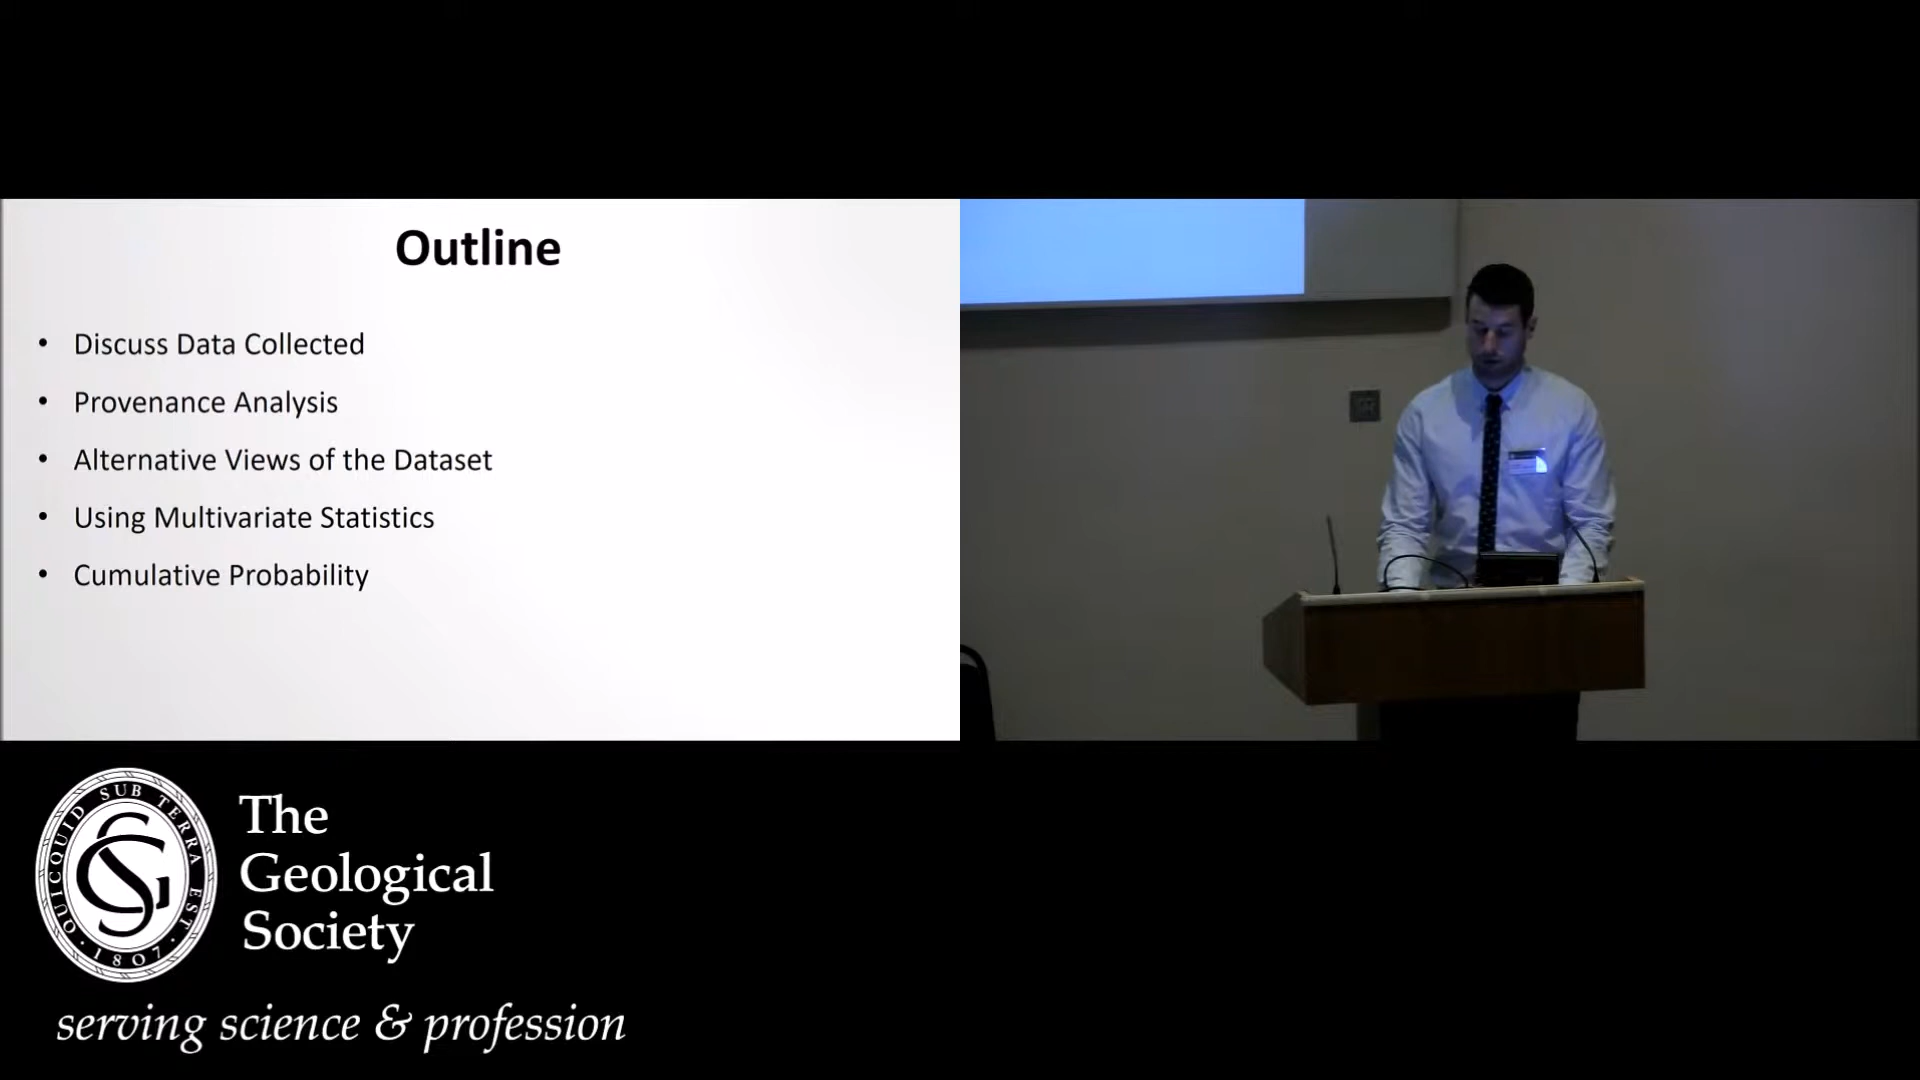 Outline
• Discuss Data Collected
• Provenance Analysis
• Alternative Views of the Dataset
• Using Multivariate Statistics
• Cumulative Probability
QUICQUID SUB TERRA EST
· 1807 ·
GS
The
Geological
Society
serving science & profession